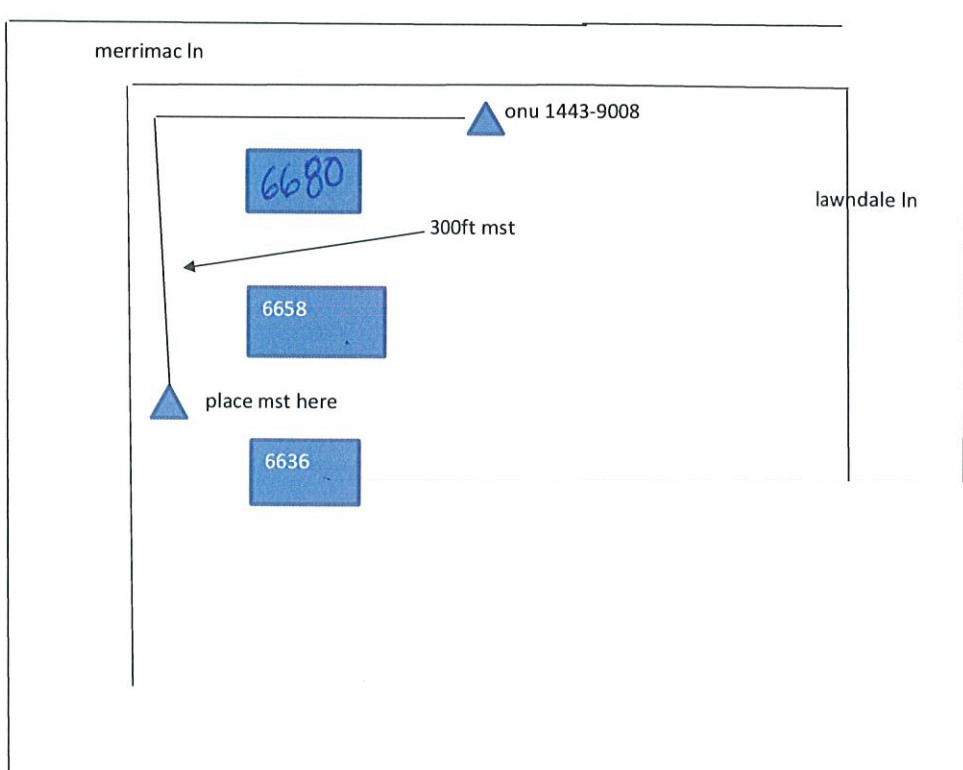 merrimac ln
onu 1443-9008
6680
lawndale ln
300ft mst
6658
place mst here
6636